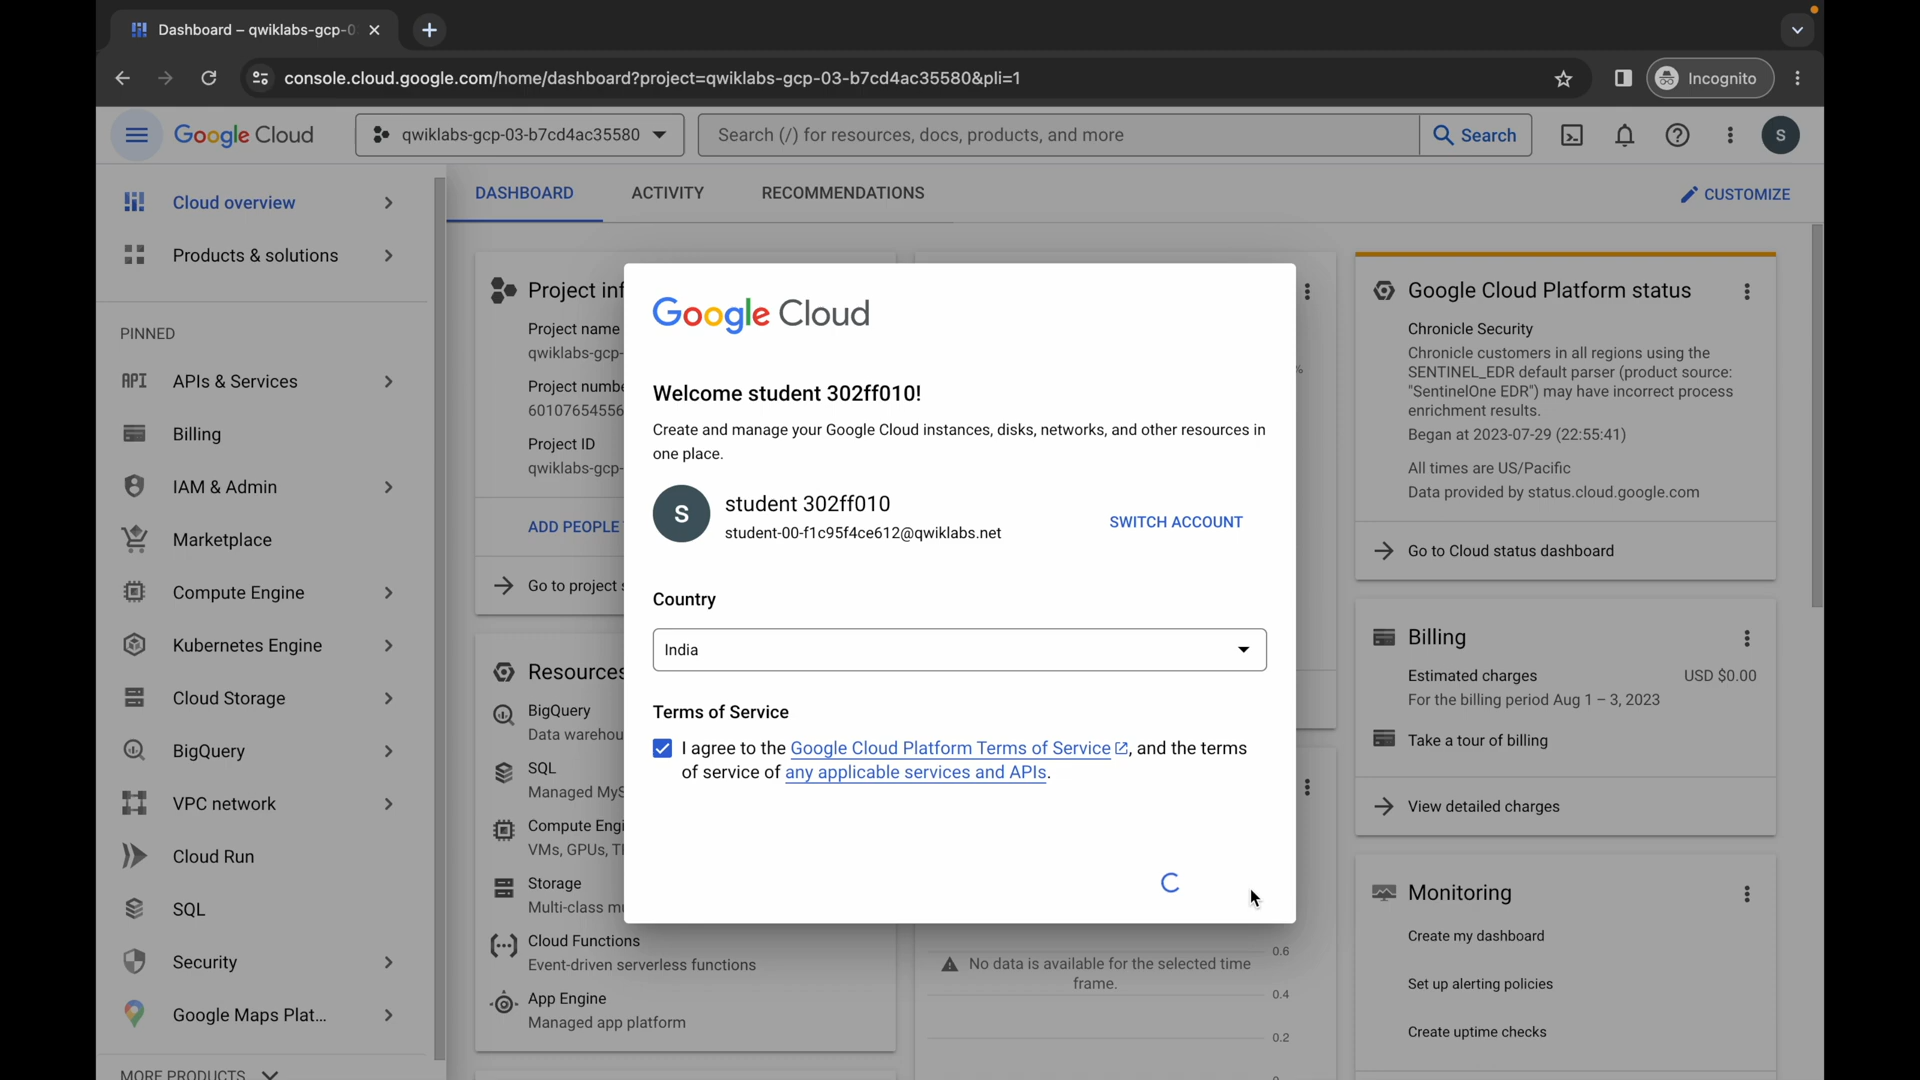 Dashboard – qwiklabs-gcp-0
console.cloud.google.com/home/dashboard?project=qwiklabs-gcp-03-b7cd4ac35580&pli=1
Incognito
Google Cloud
qwiklabs-gcp-03-b7cd4ac35580
Search (/) for resources, docs, products, and more
Search
S
Cloud overview
Products & solutions
PINNED
API
APIs & Services
Billing
IAM & Admin
Marketplace
Compute Engine
Kubernetes Engine
Cloud Storage
BigQuery
VPC network
Cloud Run
SQL
Security
Google Maps Plat...
MORE PRODUCTS
DASHBOARD
ACTIVITY
RECOMMENDATIONS
CUSTOMIZE
Project inf
Project name
qwiklabs-gcp-
Project numbe
60107654556
Project ID
qwiklabs-gcp-
ADD PEOPLE
Go to project s
Resources
BigQuery
Data warehou
SQL
Managed MyS
Compute Engi
VMs, GPUs, T
Storage
Multi-class mu
Cloud Functions
Event-driven serverless functions
App Engine
Managed app platform
Google Cloud
Welcome student 302ff010!
Create and manage your Google Cloud instances, disks, networks, and other resources in
one place.
S
student 302ff010
student-00-f1c95f4ce612@qwiklabs.net
SWITCH ACCOUNT
Country
India
Terms of Service
I agree to the Google Cloud Platform Terms of Service, and the terms
of service of any applicable services and APIs.
%
No data is available for the selected time
frame.
0.6
0.4
0.2
Google Cloud Platform status
Chronicle Security
Chronicle customers in all regions using the
SENTINEL_EDR default parser (product source:
"SentinelOne EDR") may have incorrect process
enrichment results.
Began at 2023-07-29 (22:55:41)
All times are US/Pacific
Data provided by status.cloud.google.com
Go to Cloud status dashboard
Billing
Estimated charges
USD $0.00
For the billing period Aug 1 – 3, 2023
Take a tour of billing
View detailed charges
Monitoring
Create my dashboard
Set up alerting policies
Create uptime checks